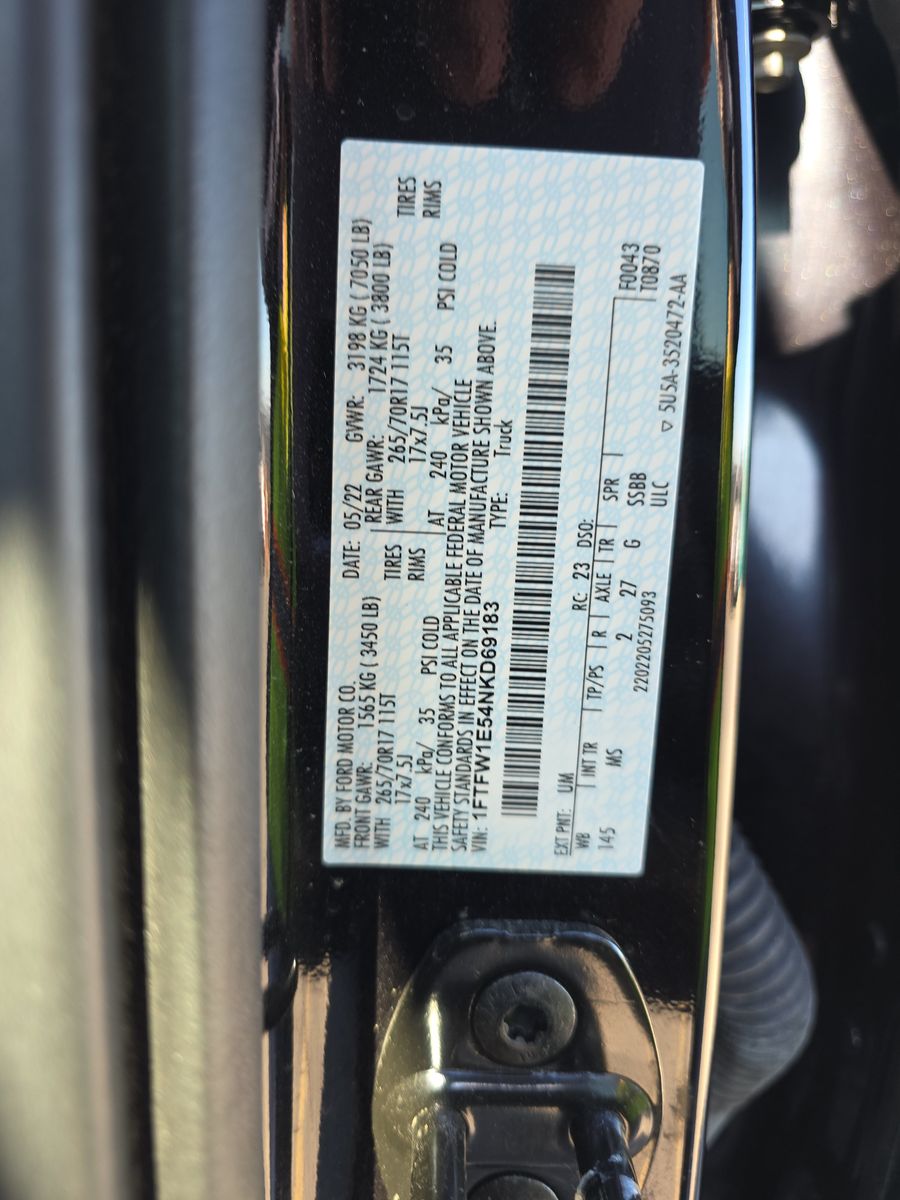 MFD. BY FORD MOTOR CO. DATE: 05/22 GVWR: 3198 KG ( 7050 LB)
FRONT GAWR: 1565 KG ( 3450 LB) REAR GAWR: 1724 KG ( 3800 LB)
WITH 265/70R17 115T TIRES WITH 265/70R17 115T TIRES
17x7.5J RIMS 17x7.5J RIMS
AT 240 kPa/ 35 PSI COLD AT 240 kPa/ 35 PSI COLD
THIS VEHICLE CONFORMS TO ALL APPLICABLE FEDERAL MOTOR VEHICLE
SAFETY STANDARDS IN EFFECT ON THE DATE OF MANUFACTURE SHOWN ABOVE.
VIN: 1FTFW1E54NKD69183 TYPE: Truck
EXT PNT: UM RC: 23 DSO: F0043
WB INT TR TP/PS R AXLE TR SPR T0870
145 MS 2 27 G SSBB
2202205275093 ULC ▽ 5U5A-3520472-AA